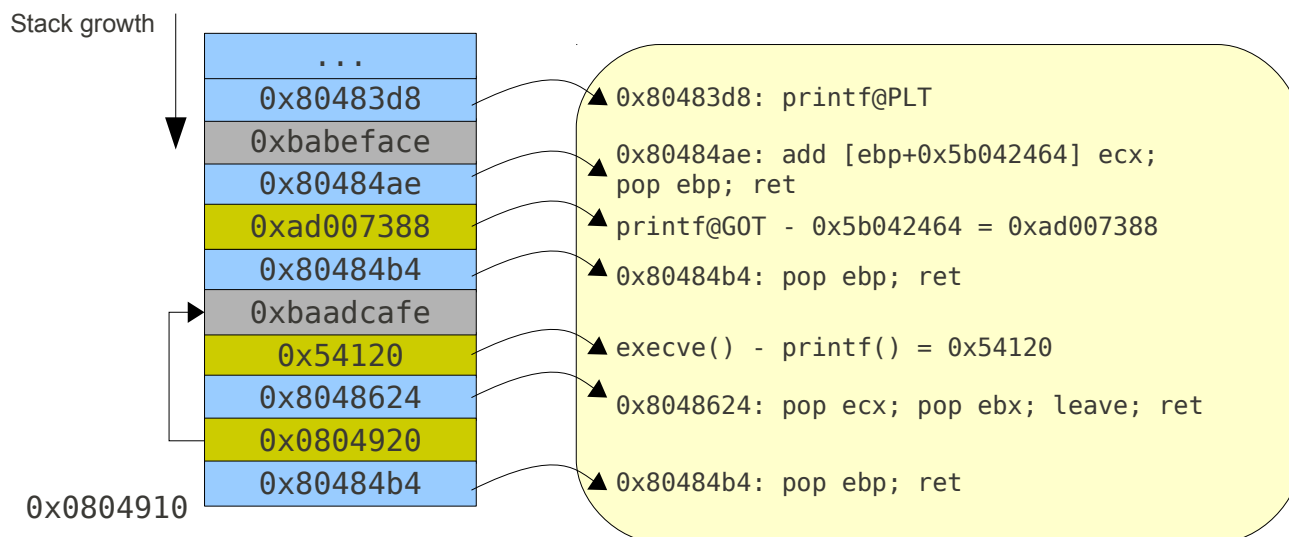 Stack growth
...
0x80483d8
0xbabeface
0x80484ae
0xad007388
0x80484b4
0xbaadcafe
0x54120
0x8048624
0x0804920
0x80484b4
0x0804910
0x80483d8: printf@PLT
0x80484ae: add [ebp+0x5b042464] ecx;
pop ebp; ret
printf@GOT - 0x5b042464 = 0xad007388
0x80484b4: pop ebp; ret
execve() - printf() = 0x54120
0x8048624: pop ecx; pop ebx; leave; ret
0x80484b4: pop ebp; ret